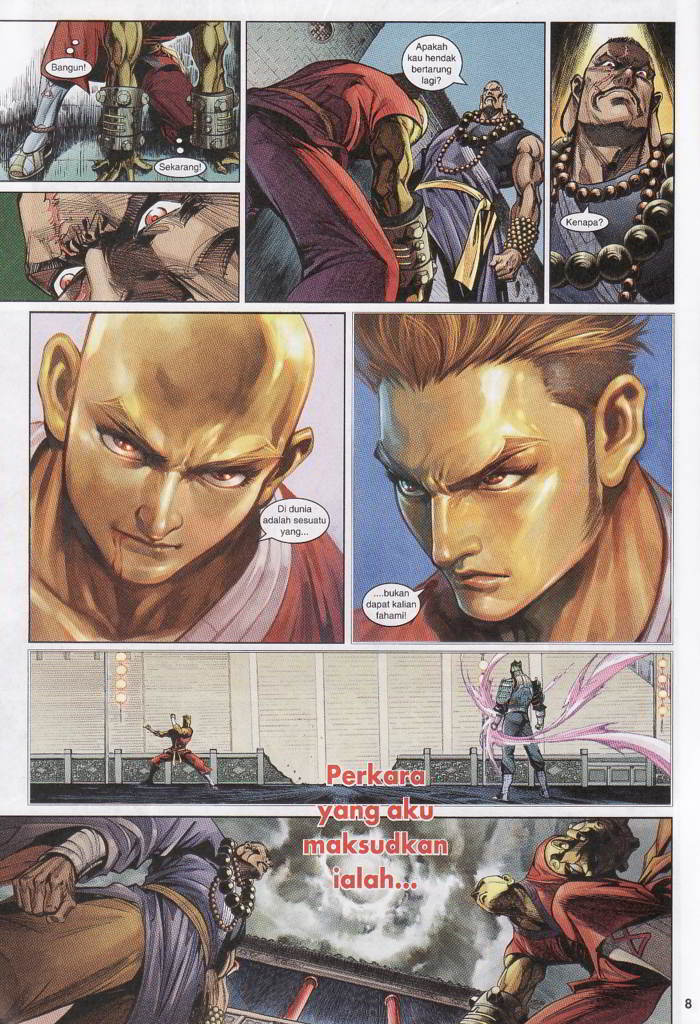 Bangun!
Sekarang!
Apakah
kau hendak
bertarung
lagi?
Kenapa?
Di dunia
adalah sesuatu
yang...
....bukan
dapat kalian
fahami!
Perkara
yang aku
maksudkan
ialah...
8